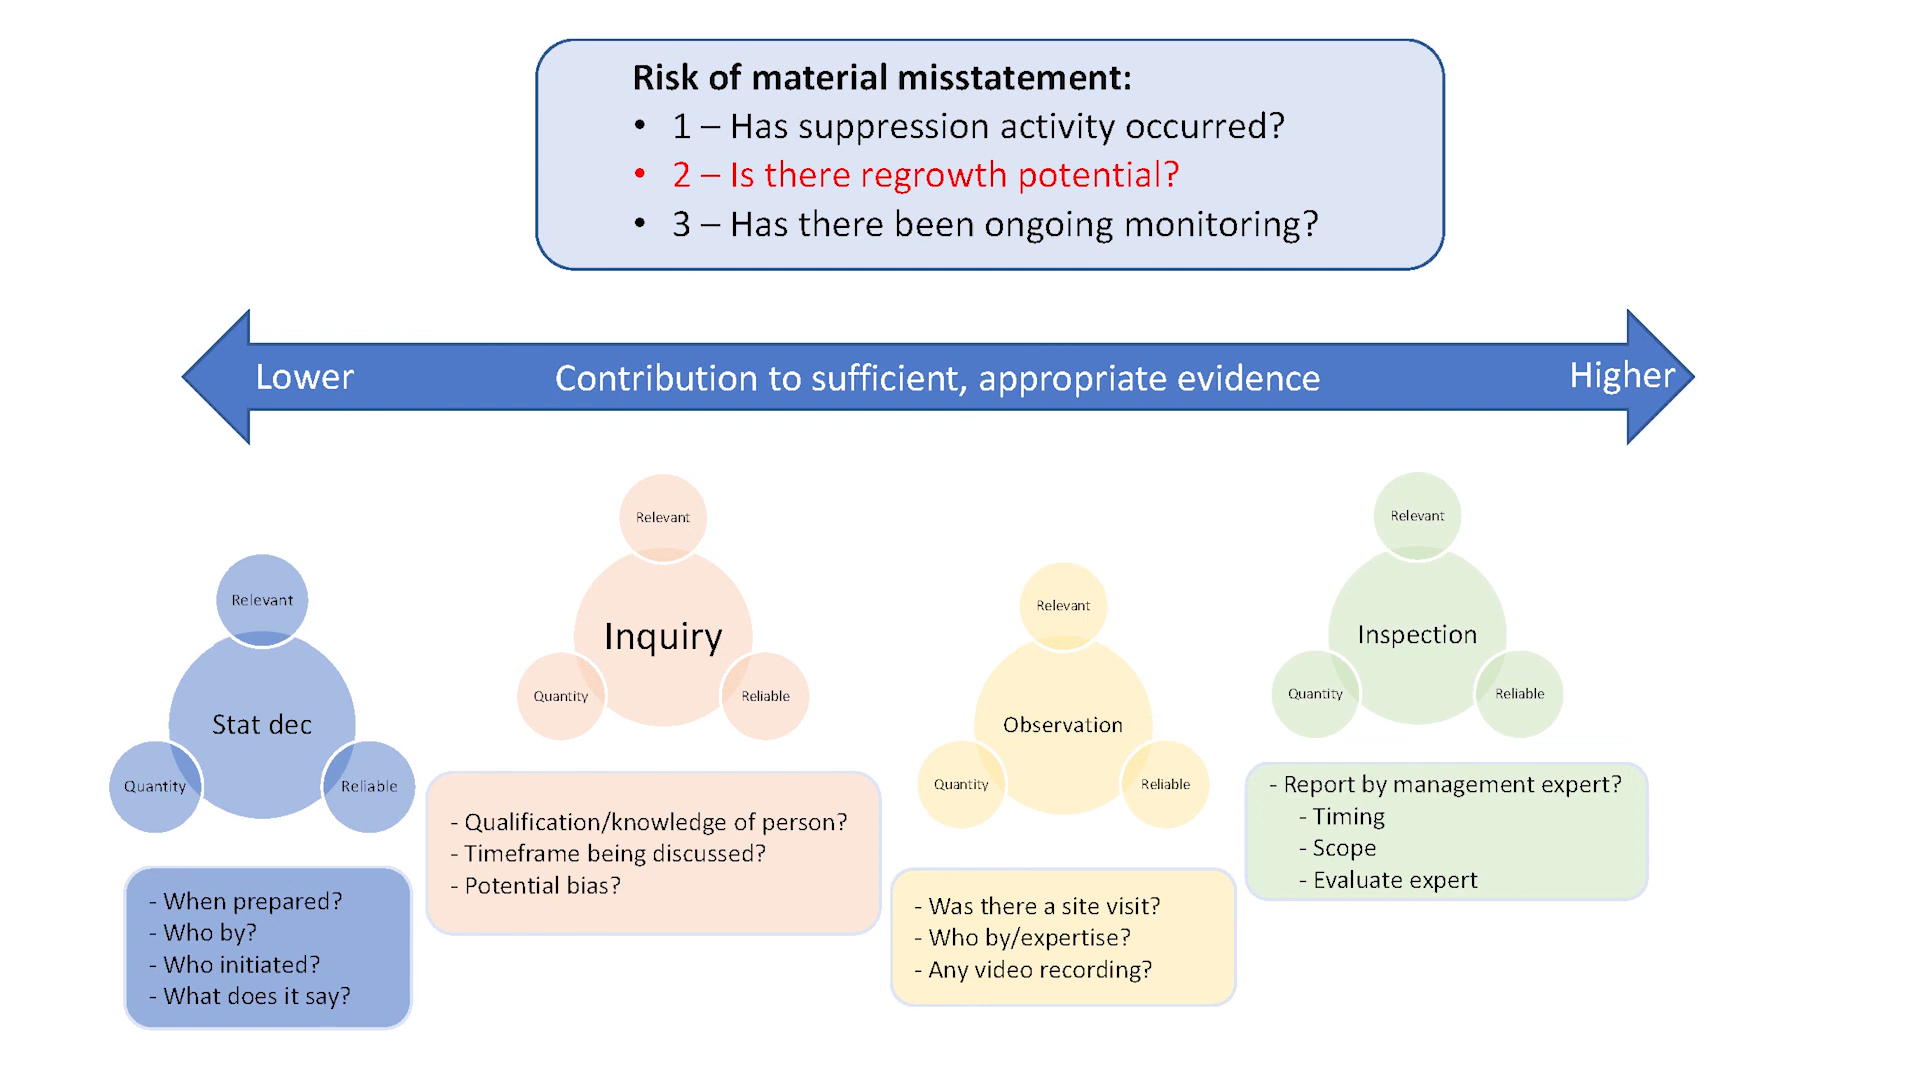 Risk of material misstatement:
• 1 – Has suppression activity occurred?
• 2 – Is there regrowth potential?
• 3 – Has there been ongoing monitoring?
Lower
Contribution to sufficient, appropriate evidence
Higher
Relevant
Stat dec
Quantity
Reliable
- When prepared?
- Who by?
- Who initiated?
- What does it say?
Relevant
Inquiry
Quantity
Reliable
- Qualification/knowledge of person?
- Timeframe being discussed?
- Potential bias?
Relevant
Observation
Quantity
Reliable
- Was there a site visit?
- Who by/expertise?
- Any video recording?
Relevant
Inspection
Quantity
Reliable
- Report by management expert?
- Timing
- Scope
- Evaluate expert